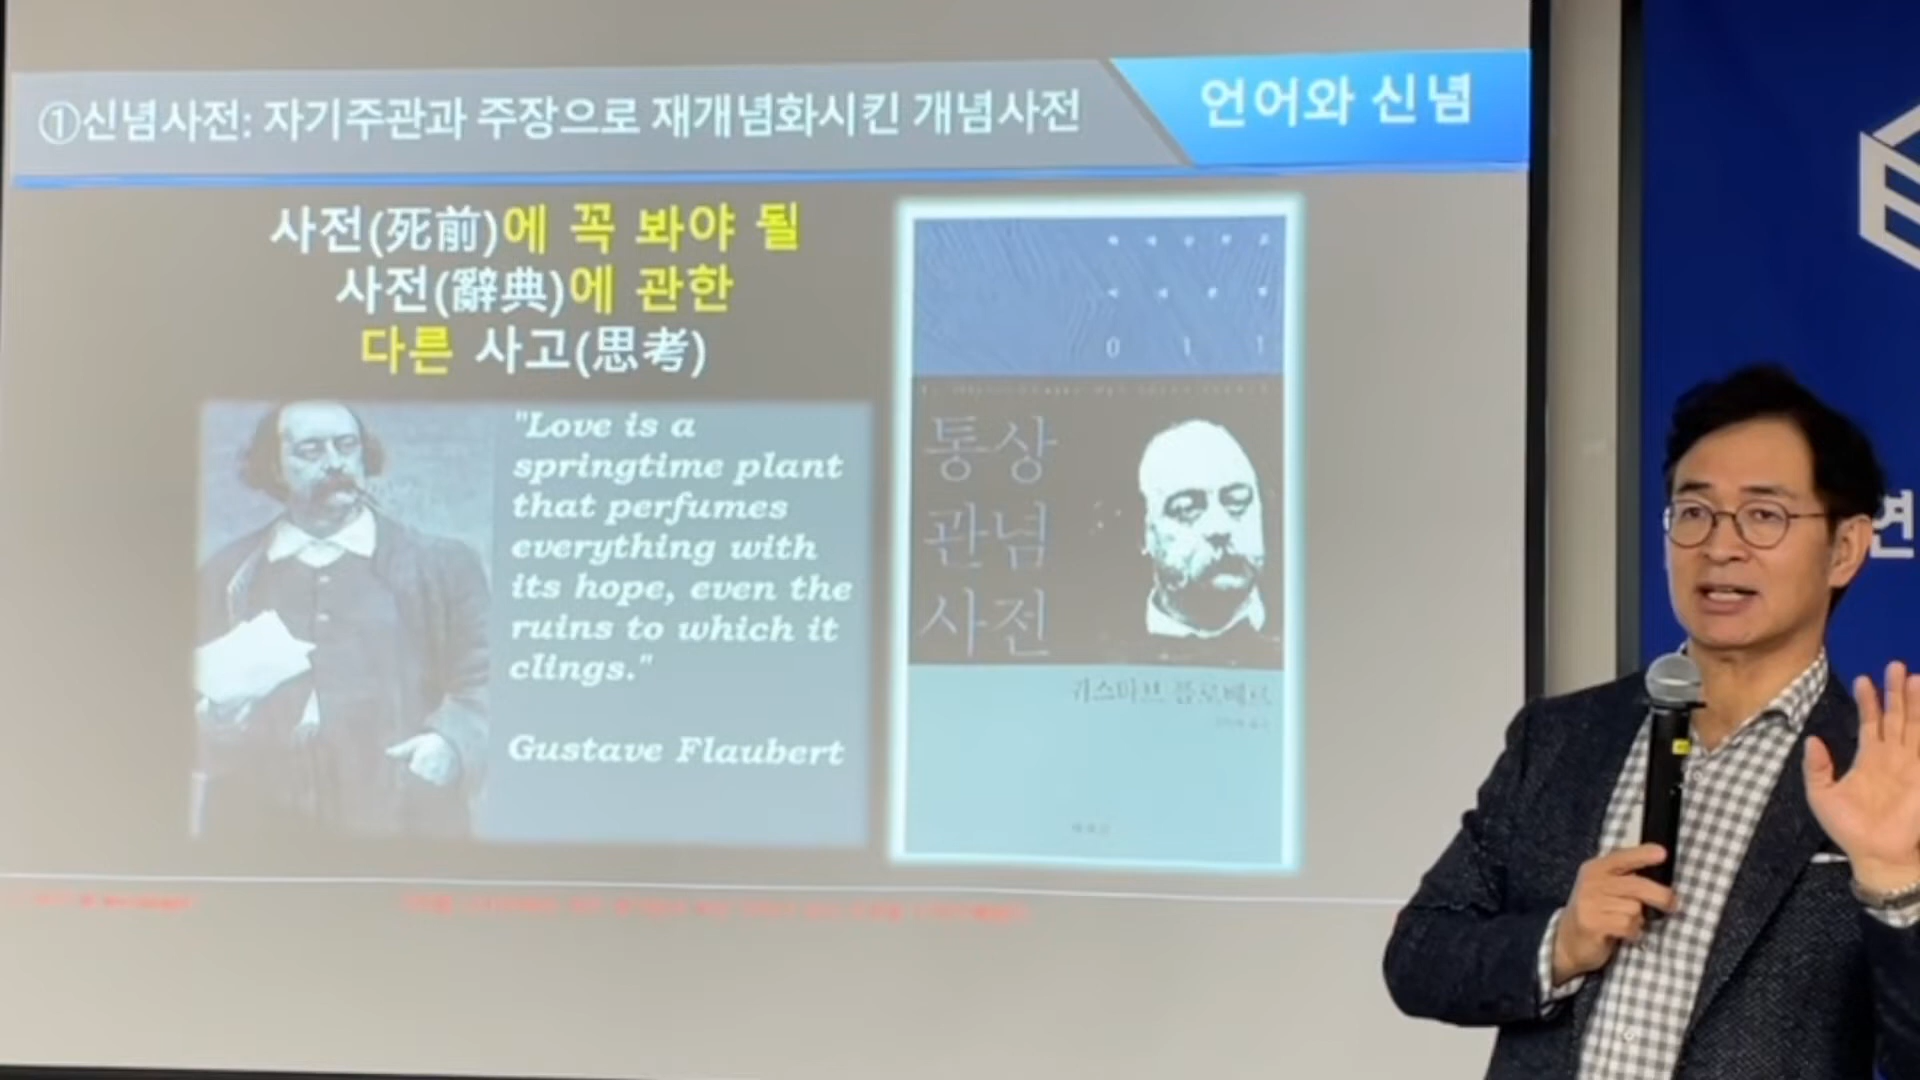 ①신념사전: 자기주관과 주장으로 재개념화시킨 개념사전
언어와 신념
사전(死前)에 꼭 봐야 될
사전(辭典)에 관한
다른 사고(思考)
"Love is a
springtime plant
that perfumes
everything with
its hope, even the
ruins to which it
clings."
Gustave Flaubert
0 1 1
통상
관념
사전
귀스타브 플로베르
연